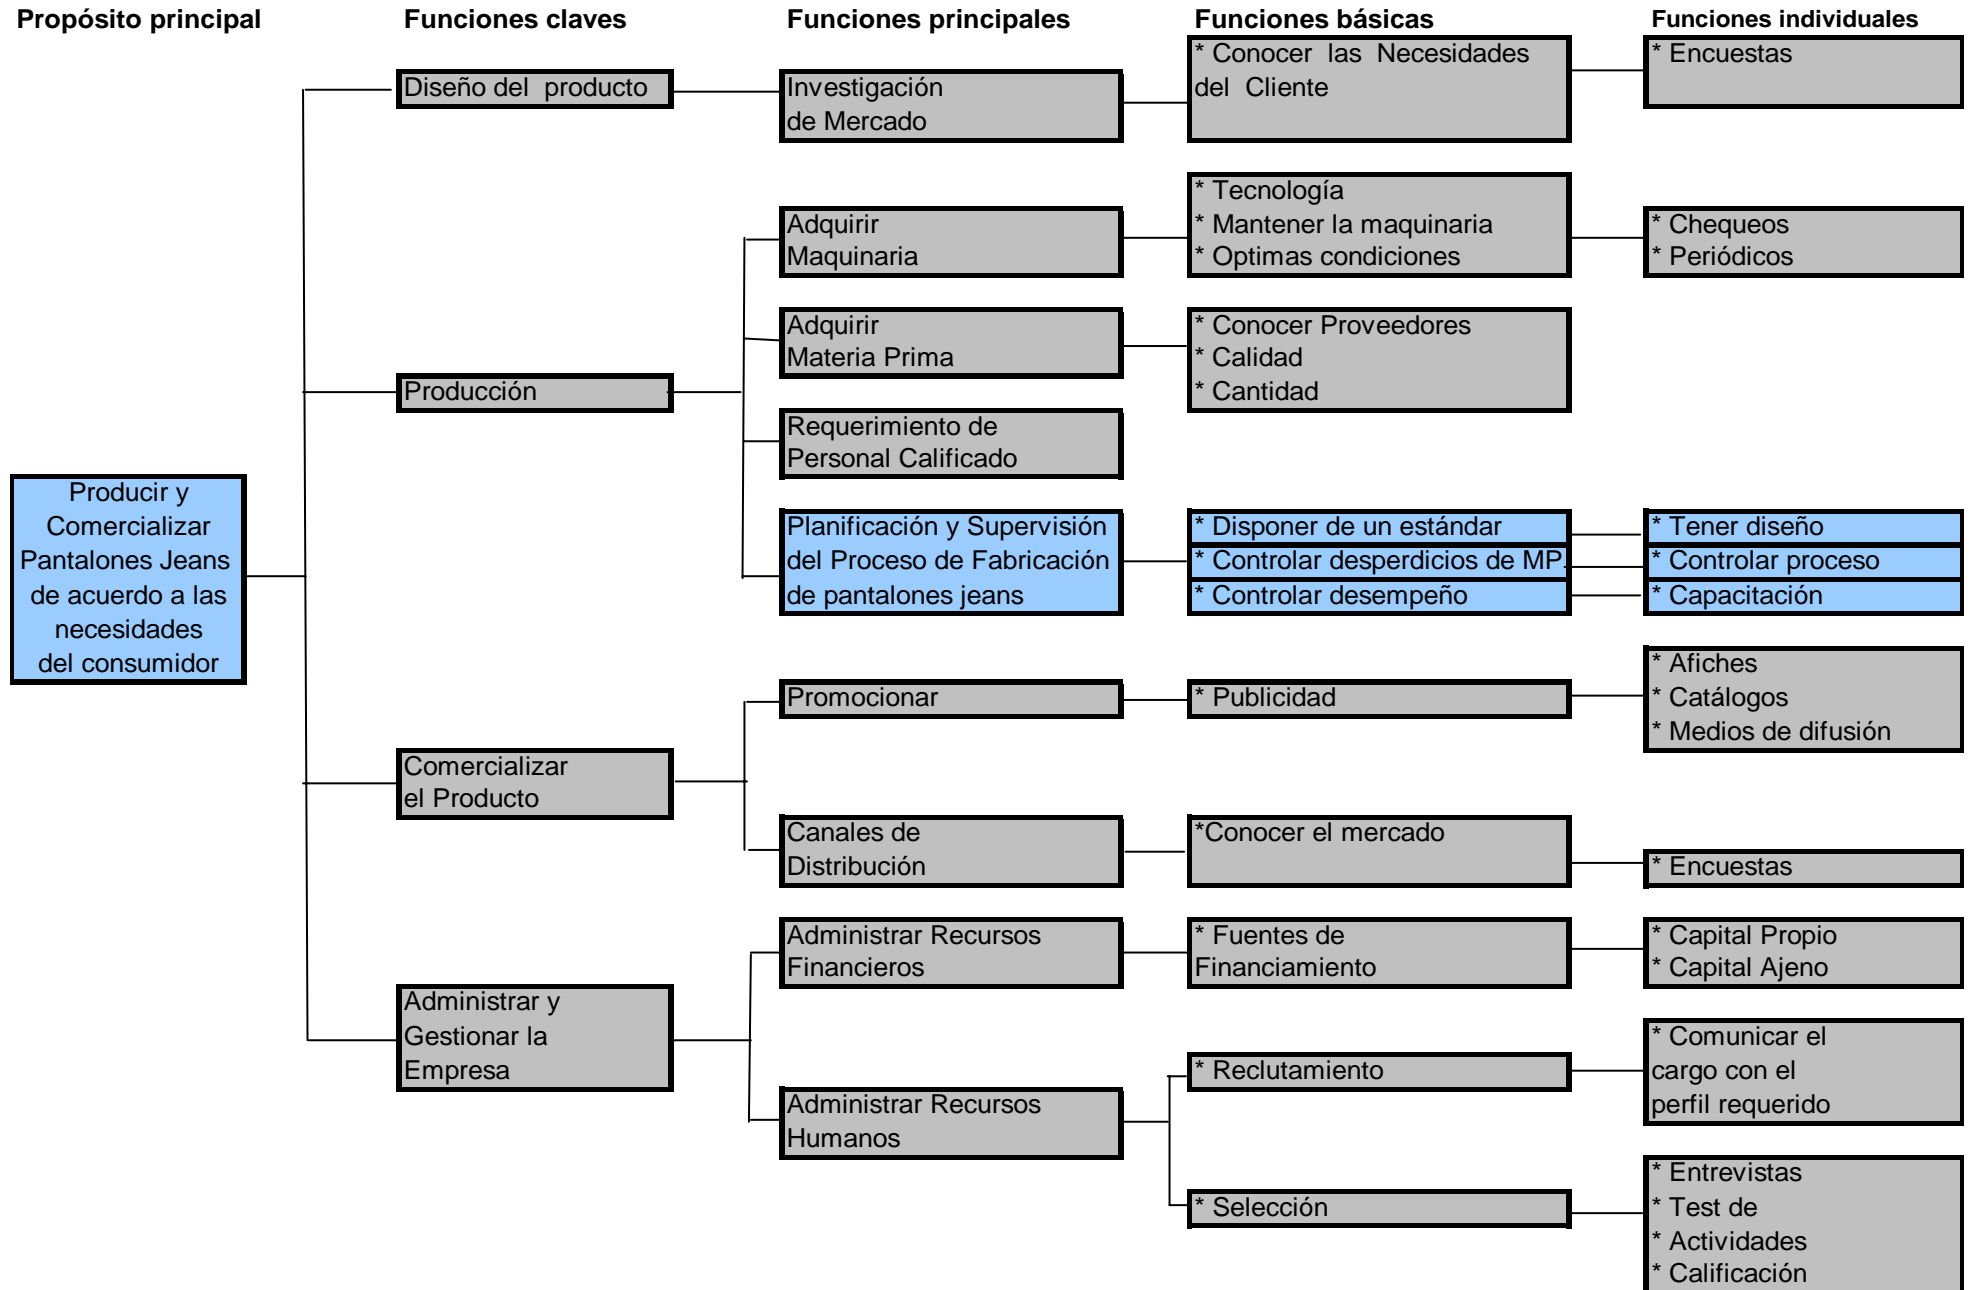 Propósito principal
Funciones claves
Funciones principales
Funciones básicas
Funciones individuales
Producir y
Comercializar
Pantalones Jeans
de acuerdo a las
necesidades
del consumidor
Diseño del producto
Investigación
de Mercado
* Conocer las Necesidades
del Cliente
* Encuestas
Producción
Adquirir
Maquinaria
* Tecnología
* Mantener la maquinaria
* Optimas condiciones
* Chequeos
* Periódicos
Adquirir
Materia Prima
* Conocer Proveedores
* Calidad
* Cantidad
Requerimiento de
Personal Calificado
Planificación y Supervisión
del Proceso de Fabricación
de pantalones jeans
* Disponer de un estándar
* Controlar desperdicios de MP.
* Controlar desempeño
* Tener diseño
* Controlar proceso
* Capacitación
Comercializar
el Producto
Promocionar
* Publicidad
* Afiches
* Catálogos
* Medios de difusión
Canales de
Distribución
*Conocer el mercado
* Encuestas
Administrar y
Gestionar la
Empresa
Administrar Recursos
Financieros
* Fuentes de
Financiamiento
* Capital Propio
* Capital Ajeno
Administrar Recursos
Humanos
* Reclutamiento
* Comunicar el
cargo con el
perfil requerido
* Selección
* Entrevistas
* Test de
* Actividades
* Calificación